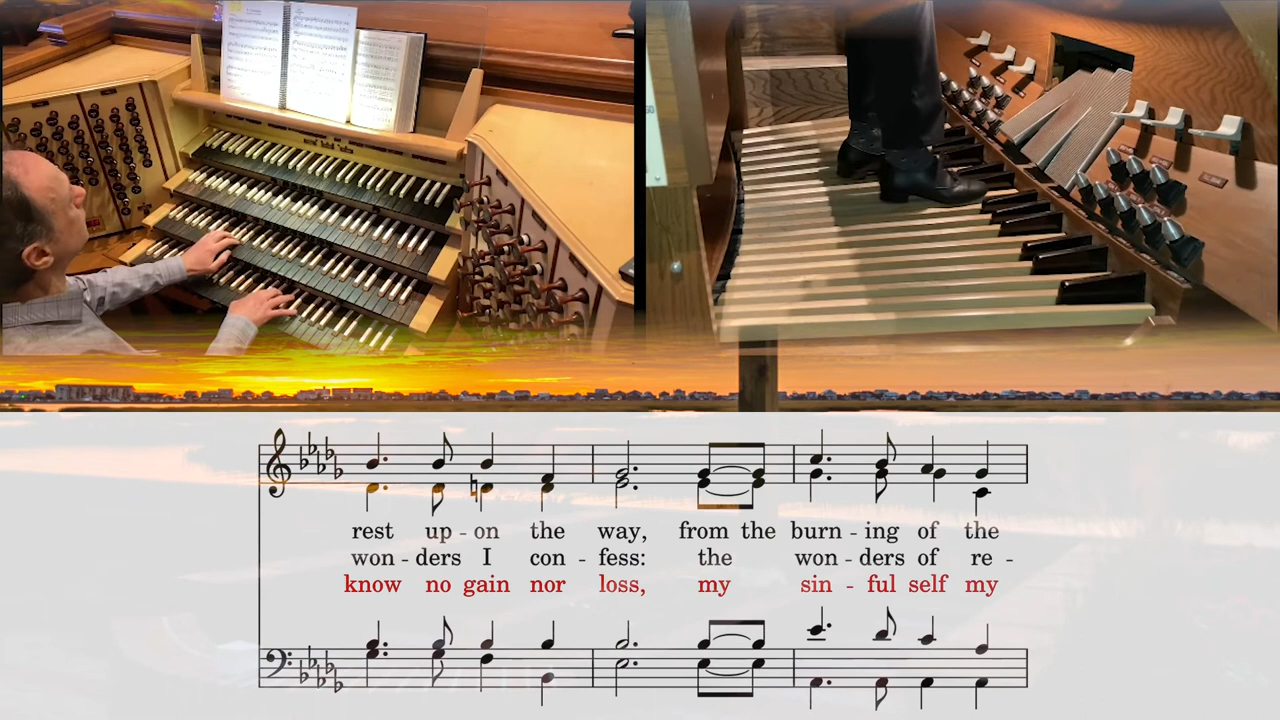 rest up - on the way, from the burn - ing of the
won - ders I con - fess: the won - ders of re -
know no gain nor loss, my sin - ful self my